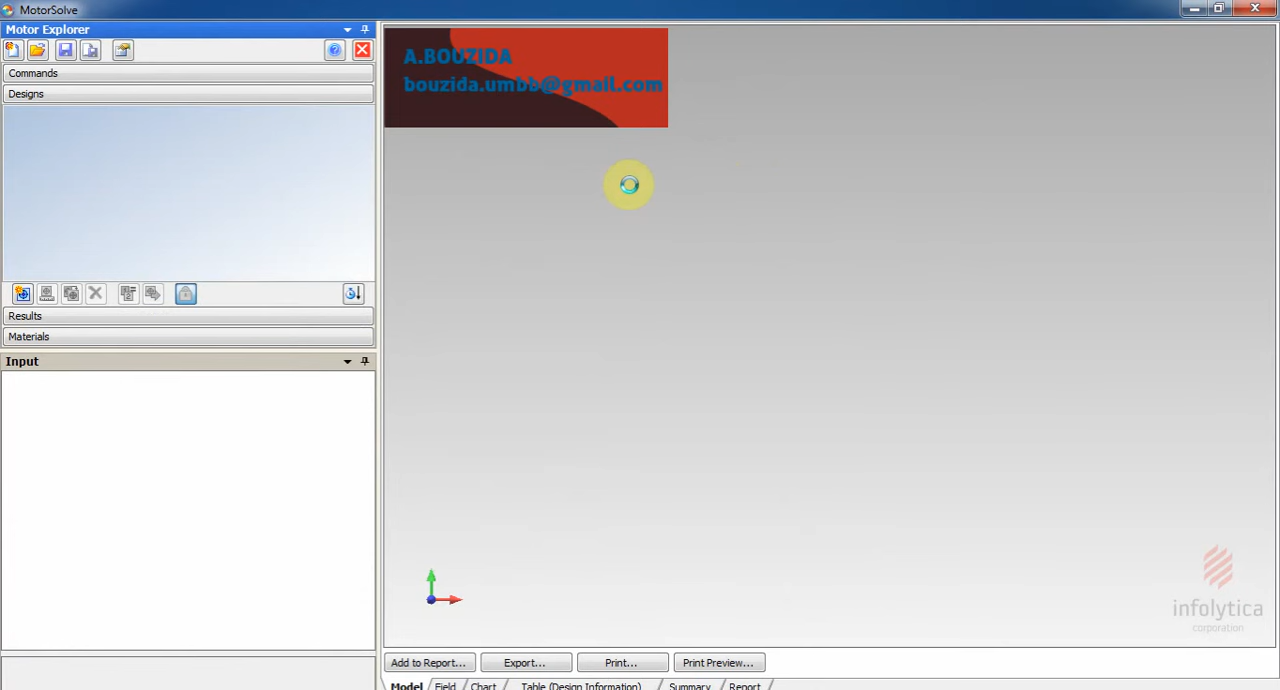 MotorSolve
Motor Explorer
Commands
Designs
Results
Materials
Input
A.BOUZIDA
bouzida.umbb@gmail.com
infolytica
corporation
Add to Report...
Export...
Print...
Print Preview...
Model
Field
Chart
Table (Design Information)
Summary
Report